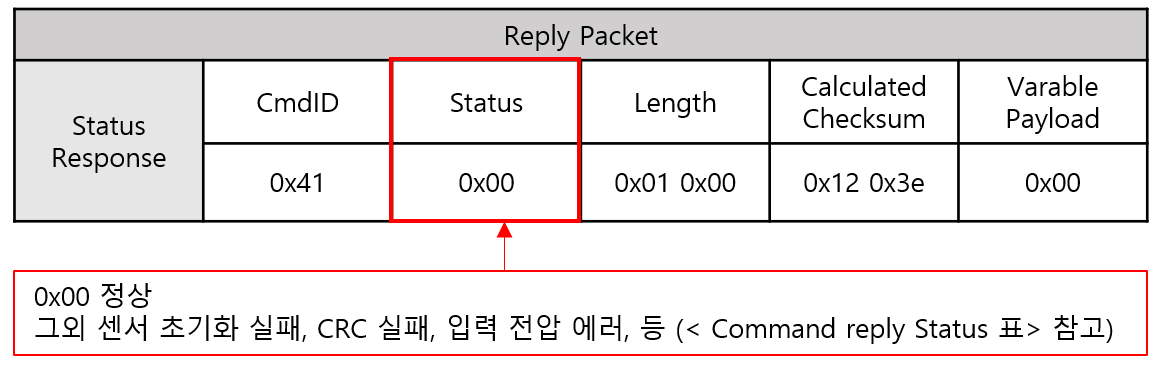 Reply Packet
Status
Response
CmdID
Status
Length
Calculated
Checksum
Varable
Payload
0x41
0x00
0x01 0x00
0x12 0x3e
0x00
0x00 정상
그외 센서 초기화 실패, CRC 실패, 입력 전압 에러, 등 (< Command reply Status 표> 참고)